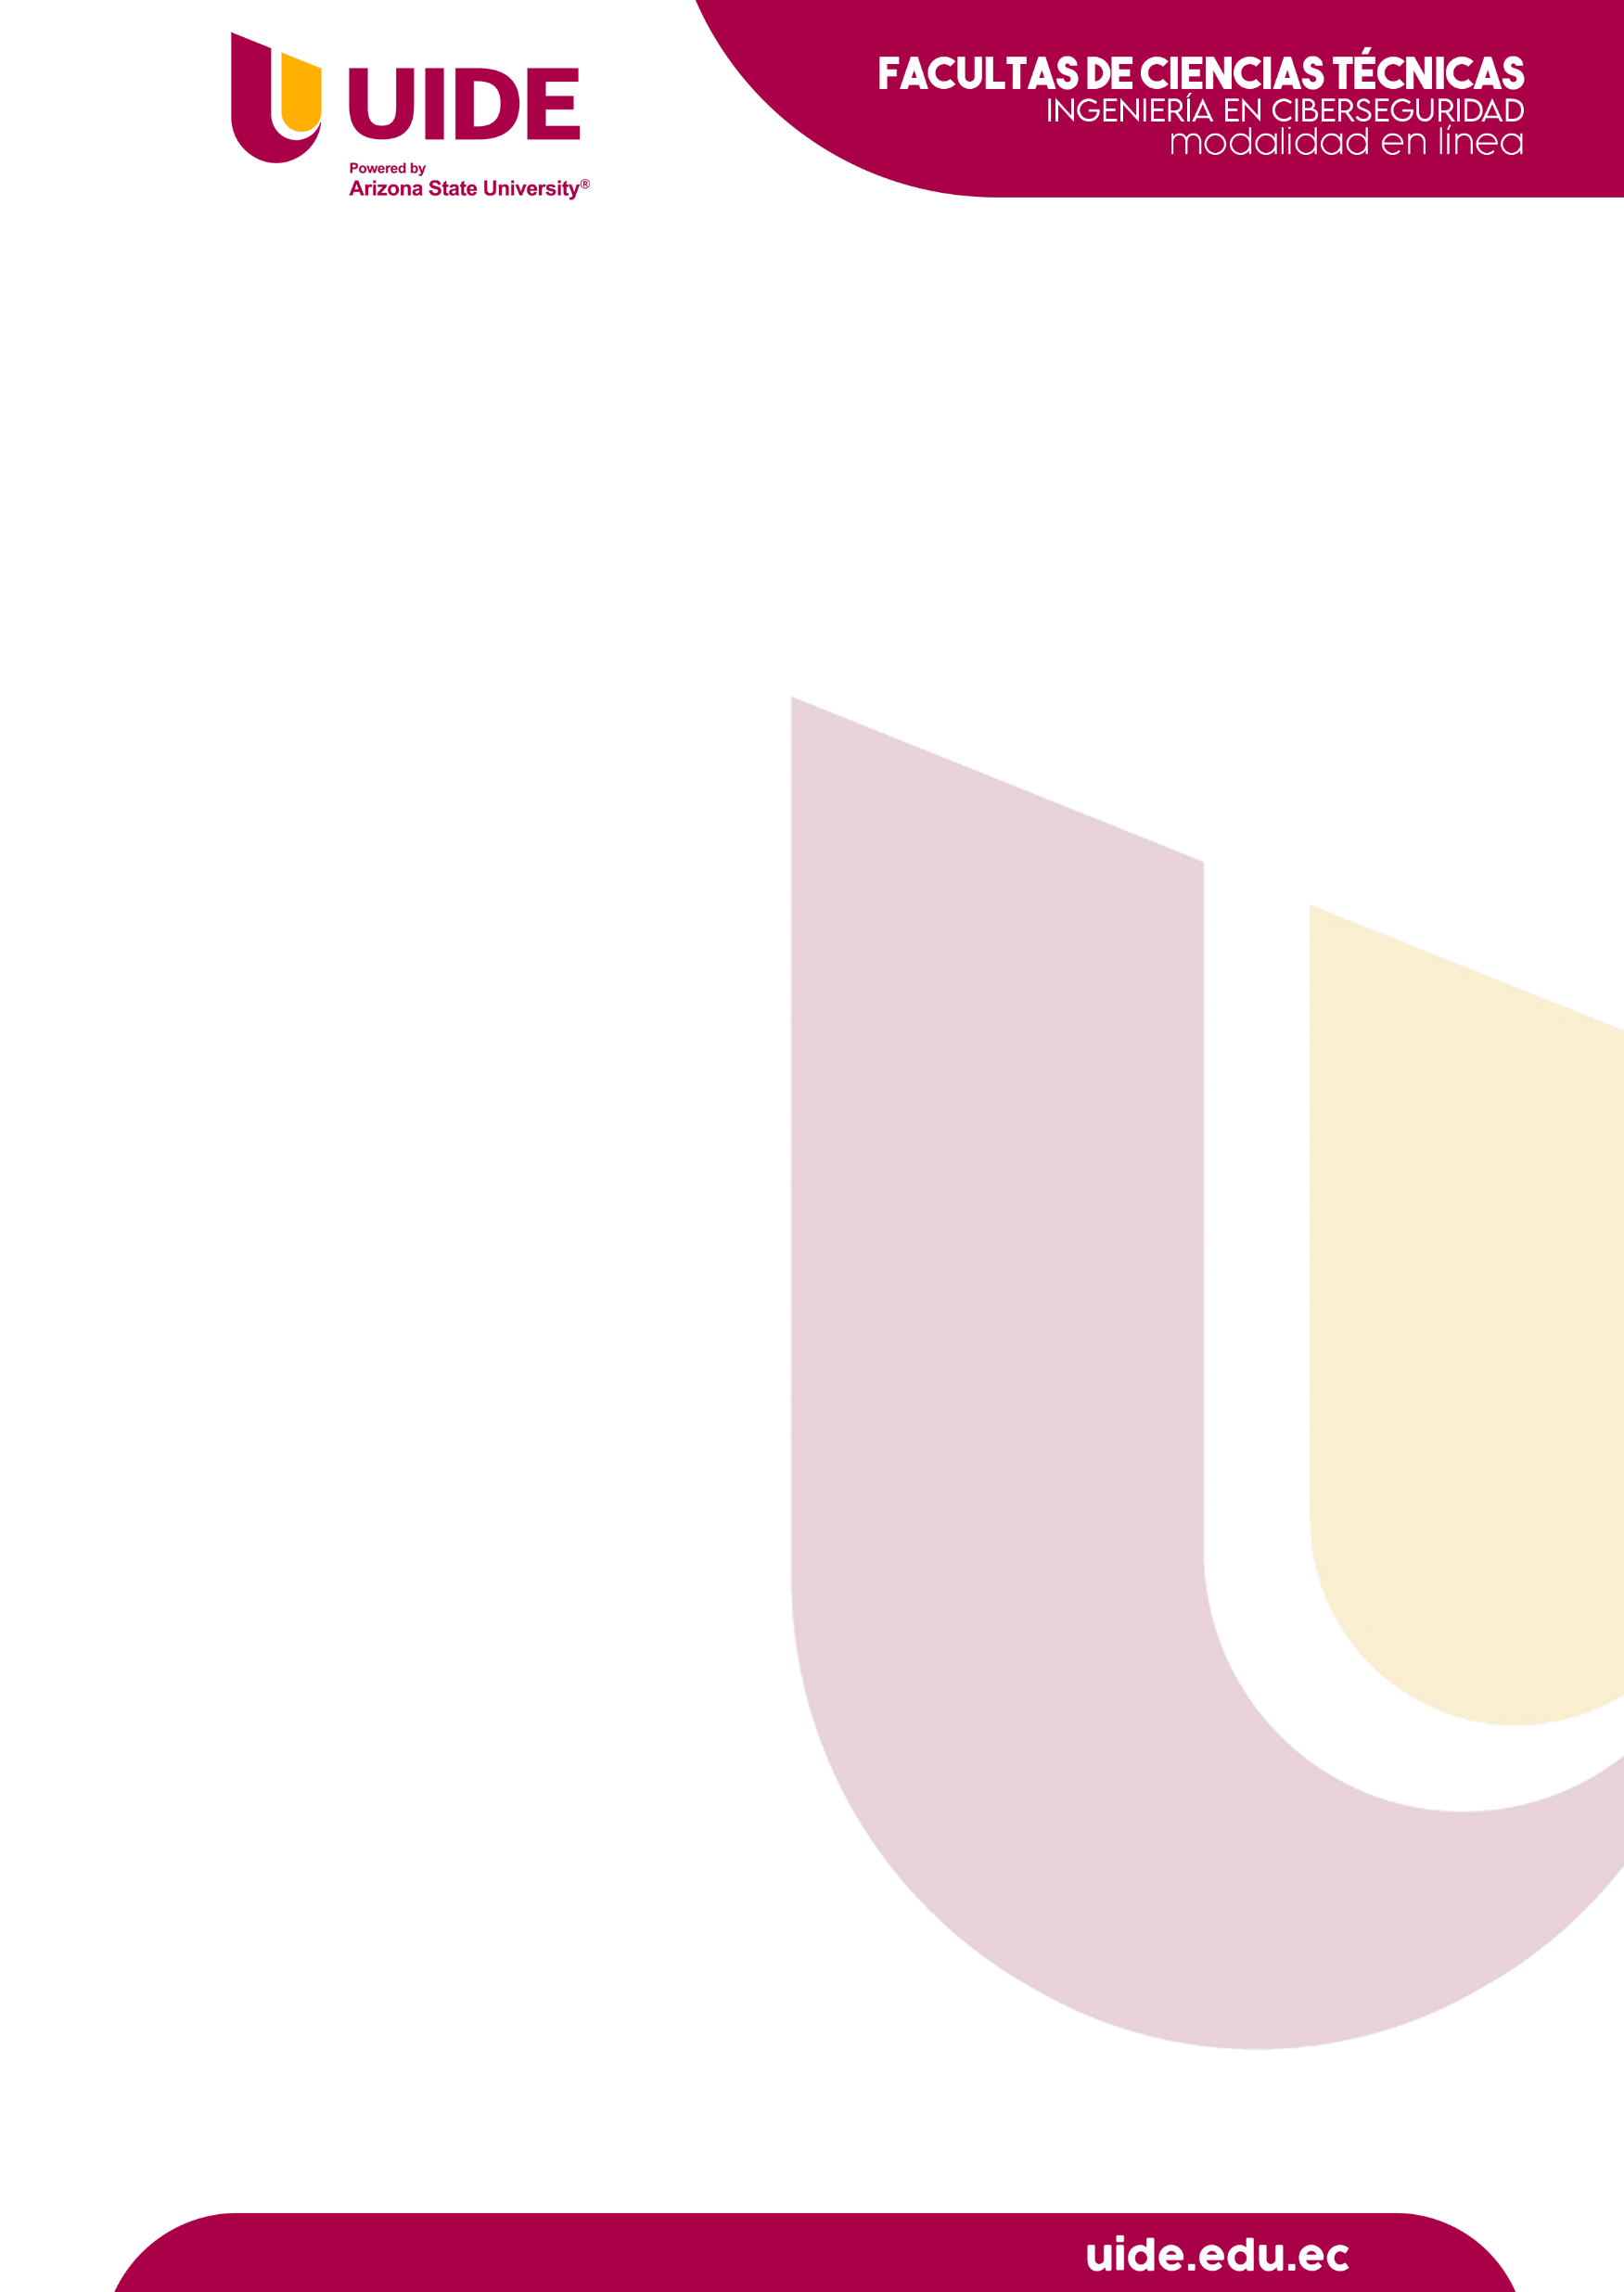 UIDE
Powered by
Arizona State University®
FACULTAS DE CIENCIAS TÉCNICAS
INGENIERÍA EN CIBERSEGURIDAD
modalidad en línea
uide.edu.ec